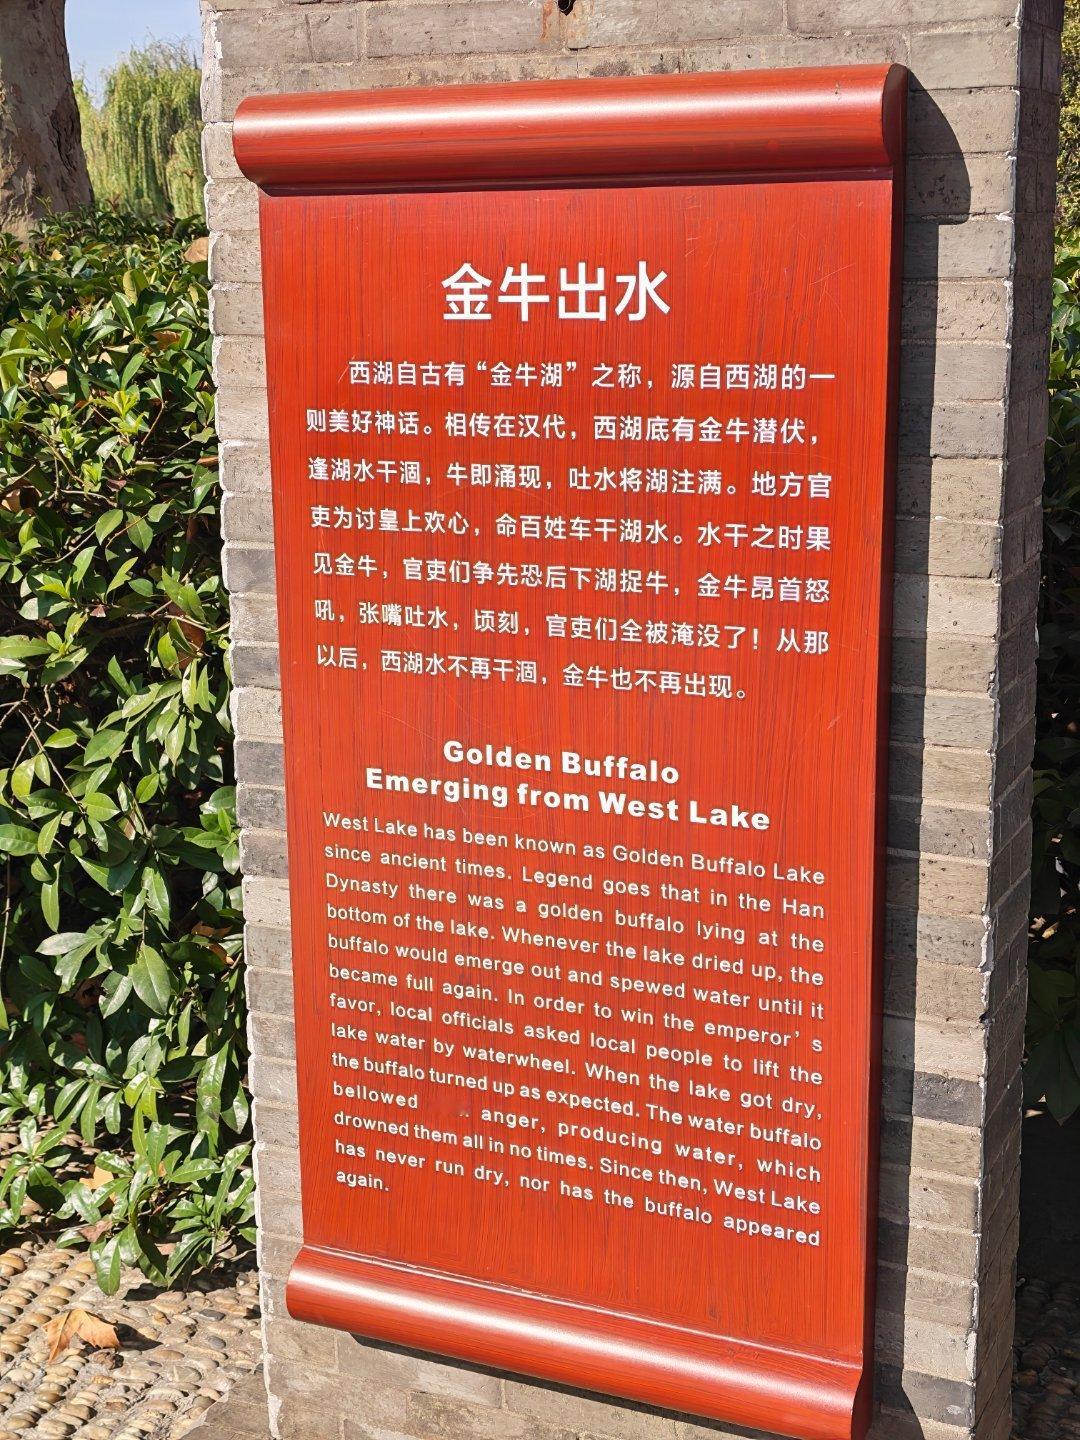 金牛出水
西湖自古有“金牛湖”之称，源自西湖的一
则美好神话。相传在汉代，西湖底有金牛潜伏，
逢湖水干涸，牛即涌现，吐水将湖注满。地方官
吏为讨皇上欢心，命百姓车干湖水。水干之时果
见金牛，官吏们争先恐后下湖捉牛，金牛昂首怒
吼，张嘴吐水，顷刻，官吏们全被淹没了！从那
以后，西湖水不再干涸，金牛也不再出现。
Golden Buffalo
Emerging from West Lake
West Lake has been known as Golden Buffalo Lake
since ancient times. Legend goes that in the Han
Dynasty there was a golden buffalo lying at the
bottom of the lake. Whenever the lake dried up, the
buffalo would emerge out and spewed water until it
became full again. In order to win the emperor’s
favor, local officials asked local people to lift the
lake water by waterwheel. When the lake got dry,
the buffalo turned up as expected. The water buffalo
bellowed anger, producing water, which
drowned them all in no times. Since then, West Lake
has never run dry, nor has the buffalo appeared
again.